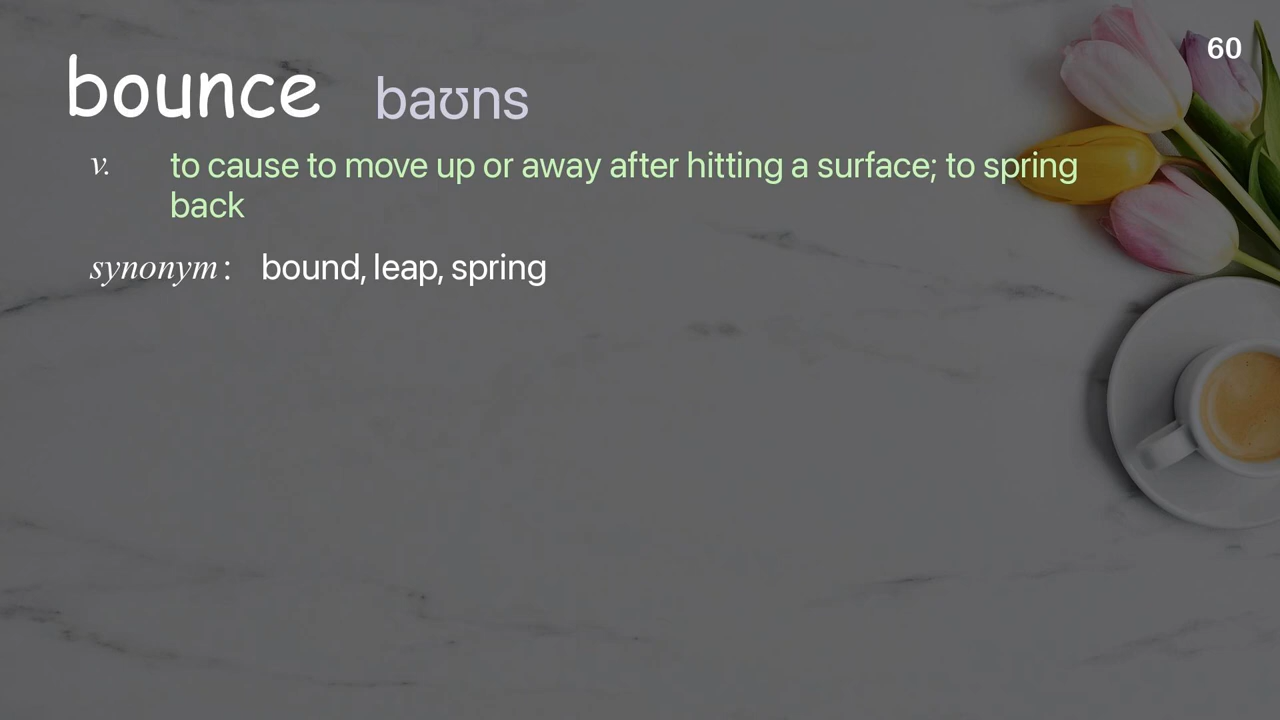 60
bounce baʊns
v. to cause to move up or away after hitting a surface; to spring
back
synonym: bound, leap, spring